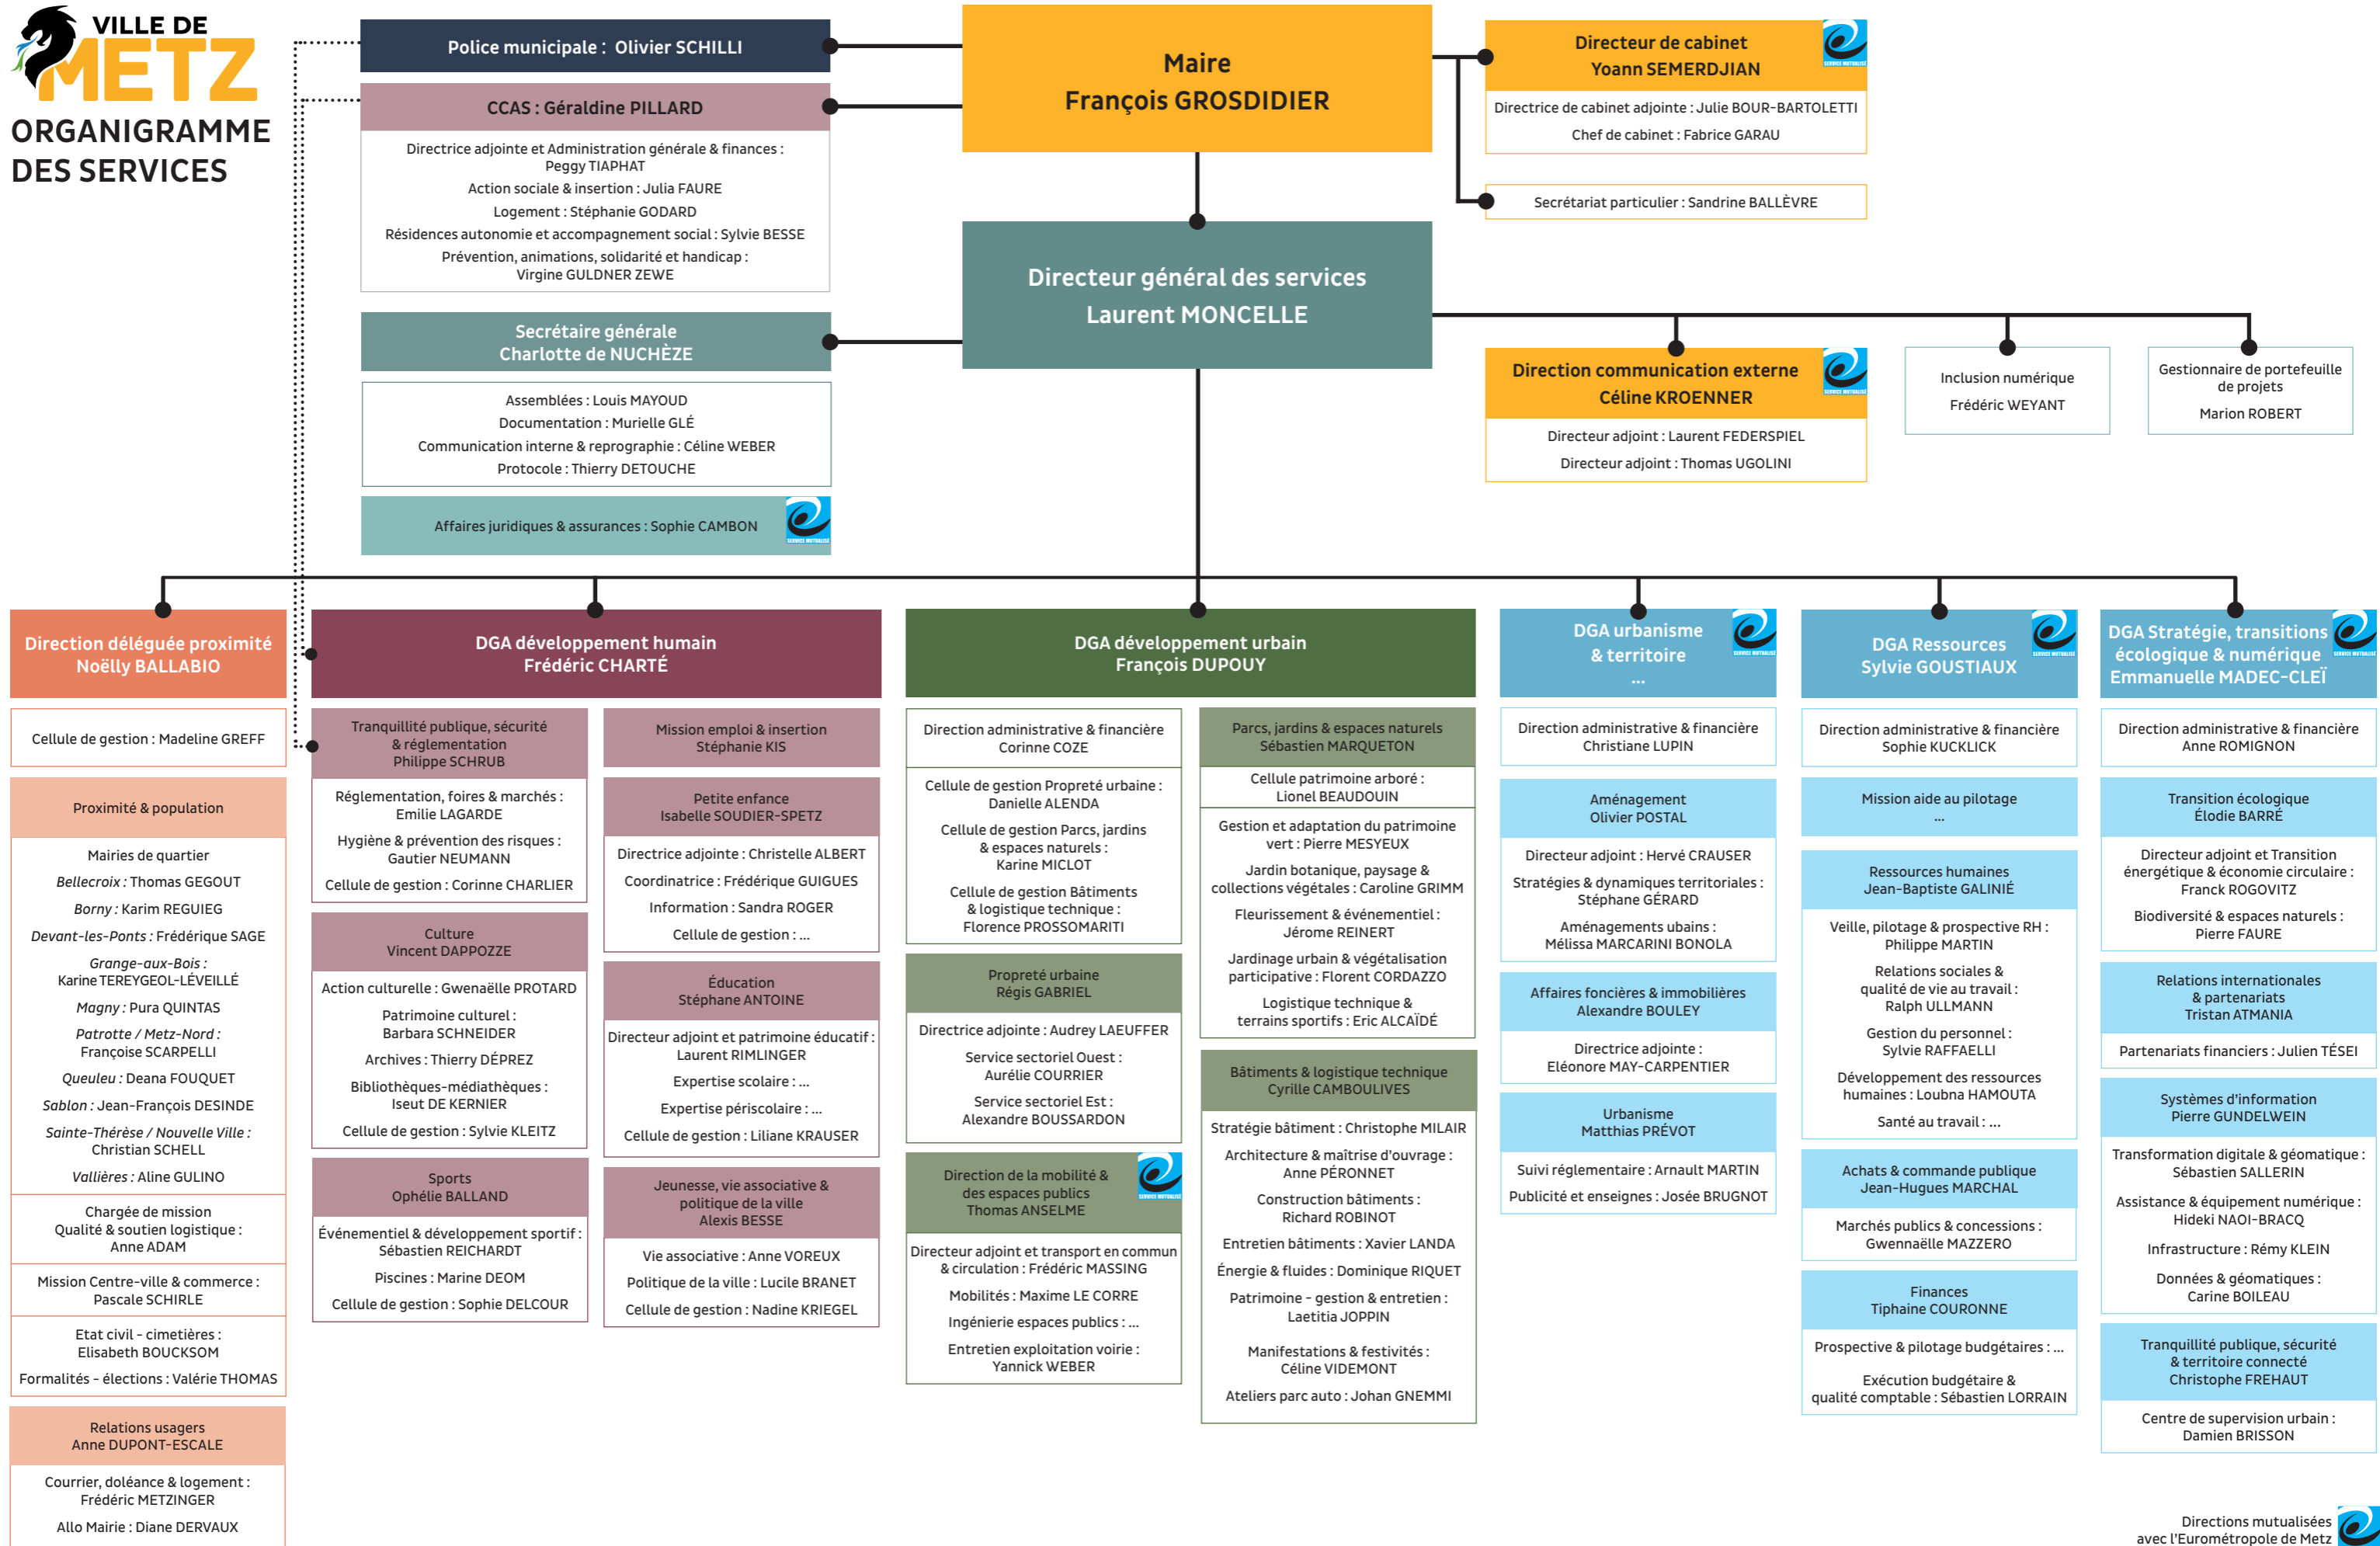 VILLE DE
METZ
ORGANIGRAMME
DES SERVICES
Police municipale : Olivier SCHILLI
CCAS : Géraldine PILLARD
Directrice adjointe et Administration générale & finances :
Peggy TIAPHAT
Action sociale & insertion : Julia FAURE
Logement : Stéphanie GODARD
Résidences autonomie et accompagnement social : Sylvie BESSE
Prévention, animations, solidarité et handicap :
Virgine GULDNER ZEWE
Maire
François GROSDIDIER
Directeur de cabinet
Yoann SEMERDJIAN
SERVICE MUTUALISÉ
Directrice de cabinet adjointe : Julie BOUR-BARTOLETTI
Chef de cabinet : Fabrice GARAU
Secrétariat particulier : Sandrine BALLÈVRE
Directeur général des services
Laurent MONCELLE
Secrétaire générale
Charlotte de NUCHÈZE
Assemblées : Louis MAYOUD
Documentation : Murielle GLÉ
Communication interne & reprographie : Céline WEBER
Protocole : Thierry DETOUCHE
Affaires juridiques & assurances : Sophie CAMBON
SERVICE MUTUALISÉ
Direction communication externe
Céline KROENNER
SERVICE MUTUALISÉ
Directeur adjoint : Laurent FEDERSPIEL
Directeur adjoint : Thomas UGOLINI
Inclusion numérique
Frédéric WEYANT
Gestionnaire de portefeuille
de projets
Marion ROBERT
Direction déléguée proximité
Noëlly BALLABIO
Cellule de gestion : Madeline GREFF
Proximité & population
Mairies de quartier
Bellecroix : Thomas GEGOUT
Borny : Karim REGUIEG
Devant-les-Ponts : Frédérique SAGE
Grange-aux-Bois :
Karine TEREYGEOL-LÉVEILLÉ
Magny : Pura QUINTAS
Patrotte / Metz-Nord :
Françoise SCARPELLI
Queuleu : Deana FOUQUET
Sablon : Jean-François DESINDE
Sainte-Thérèse / Nouvelle Ville :
Christian SCHELL
Vallières : Aline GULINO
Chargée de mission
Qualité & soutien logistique :
Anne ADAM
Mission Centre-ville & commerce :
Pascale SCHIRLE
Etat civil - cimetières :
Elisabeth BOUCKSOM
Formalités - élections : Valérie THOMAS
Relations usagers
Anne DUPONT-ESCALE
Courrier, doléance & logement :
Frédéric METZINGER
Allo Mairie : Diane DERVAUX
DGA développement humain
Frédéric CHARTÉ
Tranquillité publique, sécurité
& réglementation
Philippe SCHRUB
Réglementation, foires & marchés :
Emilie LAGARDE
Hygiène & prévention des risques :
Gautier NEUMANN
Cellule de gestion : Corinne CHARLIER
Culture
Vincent DAPPOZZE
Action culturelle : Gwenaëlle PROTARD
Patrimoine culturel :
Barbara SCHNEIDER
Archives : Thierry DÉPREZ
Bibliothèques-médiathèques :
Iseut DE KERNIER
Cellule de gestion : Sylvie KLEITZ
Sports
Ophélie BALLAND
Événementiel & développement sportif :
Sébastien REICHARDT
Piscines : Marine DEOM
Cellule de gestion : Sophie DELCOUR
Mission emploi & insertion
Stéphanie KIS
Petite enfance
Isabelle SOUDIER-SPETZ
Directrice adjointe : Christelle ALBERT
Coordinatrice : Frédérique GUIGUES
Information : Sandra ROGER
Cellule de gestion : ...
Éducation
Stéphane ANTOINE
Directeur adjoint et patrimoine éducatif :
Laurent RIMLINGER
Expertise scolaire : ...
Expertise périscolaire : ...
Cellule de gestion : Liliane KRAUSER
Jeunesse, vie associative &
politique de la ville
Alexis BESSE
Vie associative : Anne VOREUX
Politique de la ville : Lucile BRANET
Cellule de gestion : Nadine KRIEGEL
DGA développement urbain
François DUPOUY
Direction administrative & financière
Corinne COZE
Cellule de gestion Propreté urbaine :
Danielle ALENDA
Cellule de gestion Parcs, jardins
& espaces naturels :
Karine MICLOT
Cellule de gestion Bâtiments
& logistique technique :
Florence PROSSOMARITI
Propreté urbaine
Régis GABRIEL
Directrice adjointe : Audrey LAEUFFER
Service sectoriel Ouest :
Aurélie COURRIER
Service sectoriel Est :
Alexandre BOUSSARDON
Direction de la mobilité &
des espaces publics
Thomas ANSELME
SERVICE MUTUALISÉ
Directeur adjoint et transport en commun
& circulation : Frédéric MASSING
Mobilités : Maxime LE CORRE
Ingénierie espaces publics : ...
Entretien exploitation voirie :
Yannick WEBER
Parcs, jardins & espaces naturels
Sébastien MARQUETON
Cellule patrimoine arboré :
Lionel BEAUDOUIN
Gestion et adaptation du patrimoine
vert : Pierre MESYEUX
Jardin botanique, paysage &
collections végétales : Caroline GRIMM
Fleurissement & événementiel :
Jérome REINERT
Jardinage urbain & végétalisation
participative : Florent CORDAZZO
Logistique technique &
terrains sportifs : Eric ALCAÏDÉ
Bâtiments & logistique technique
Cyrille CAMBOULIVES
Stratégie bâtiment : Christophe MILAIR
Architecture & maîtrise d'ouvrage :
Anne PÉRONNET
Construction bâtiments :
Richard ROBINOT
Entretien bâtiments : Xavier LANDA
Énergie & fluides : Dominique RIQUET
Patrimoine - gestion & entretien :
Laetitia JOPPIN
Manifestations & festivités :
Céline VIDEMONT
Ateliers parc auto : Johan GNEMMI
DGA urbanisme
& territoire
...
SERVICE MUTUALISÉ
Direction administrative & financière
Christiane LUPIN
Aménagement
Olivier POSTAL
Directeur adjoint : Hervé CRAUSER
Stratégies & dynamiques territoriales :
Stéphane GÉRARD
Aménagements ubains :
Mélissa MARCARINI BONOLA
Affaires foncières & immobilières
Alexandre BOULEY
Directrice adjointe :
Eléonore MAY-CARPENTIER
Urbanisme
Matthias PRÉVOT
Suivi réglementaire : Arnault MARTIN
Publicité et enseignes : Josée BRUGNOT
DGA Ressources
Sylvie GOUSTIAUX
SERVICE MUTUALISÉ
Direction administrative & financière
Sophie KUCKLICK
Mission aide au pilotage
...
Ressources humaines
Jean-Baptiste GALINIÉ
Veille, pilotage & prospective RH :
Philippe MARTIN
Relations sociales &
qualité de vie au travail :
Ralph ULLMANN
Gestion du personnel :
Sylvie RAFFAELLI
Développement des ressources
humaines : Loubna HAMOUTA
Santé au travail : ...
Achats & commande publique
Jean-Hugues MARCHAL
Marchés publics & concessions :
Gwennaëlle MAZZERO
Finances
Tiphaine COURONNE
Prospective & pilotage budgétaires : ...
Exécution budgétaire &
qualité comptable : Sébastien LORRAIN
DGA Stratégie, transitions
écologique & numérique
Emmanuelle MADEC-CLEÏ
SERVICE MUTUALISÉ
Direction administrative & financière
Anne ROMIGNON
Transition écologique
Élodie BARRÉ
Directeur adjoint et Transition
énergétique & économie circulaire :
Franck ROGOVITZ
Biodiversité & espaces naturels :
Pierre FAURE
Relations internationales
& partenariats
Tristan ATMANIA
Partenariats financiers : Julien TÉSEI
Systèmes d'information
Pierre GUNDELWEIN
Transformation digitale & géomatique :
Sébastien SALLERIN
Assistance & équipement numérique :
Hideki NAOI-BRACQ
Infrastructure : Rémy KLEIN
Données & géomatiques :
Carine BOILEAU
Tranquillité publique, sécurité
& territoire connecté
Christophe FREHAUT
Centre de supervision urbain :
Damien BRISSON
Directions mutualisées
avec l'Eurométropole de Metz